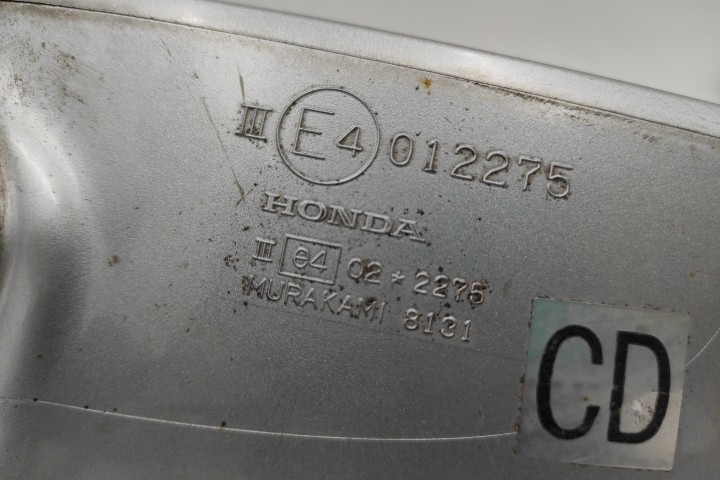 III E4 012275
HONDA
II e4 02*2275
MURAKAMI 8131
CD